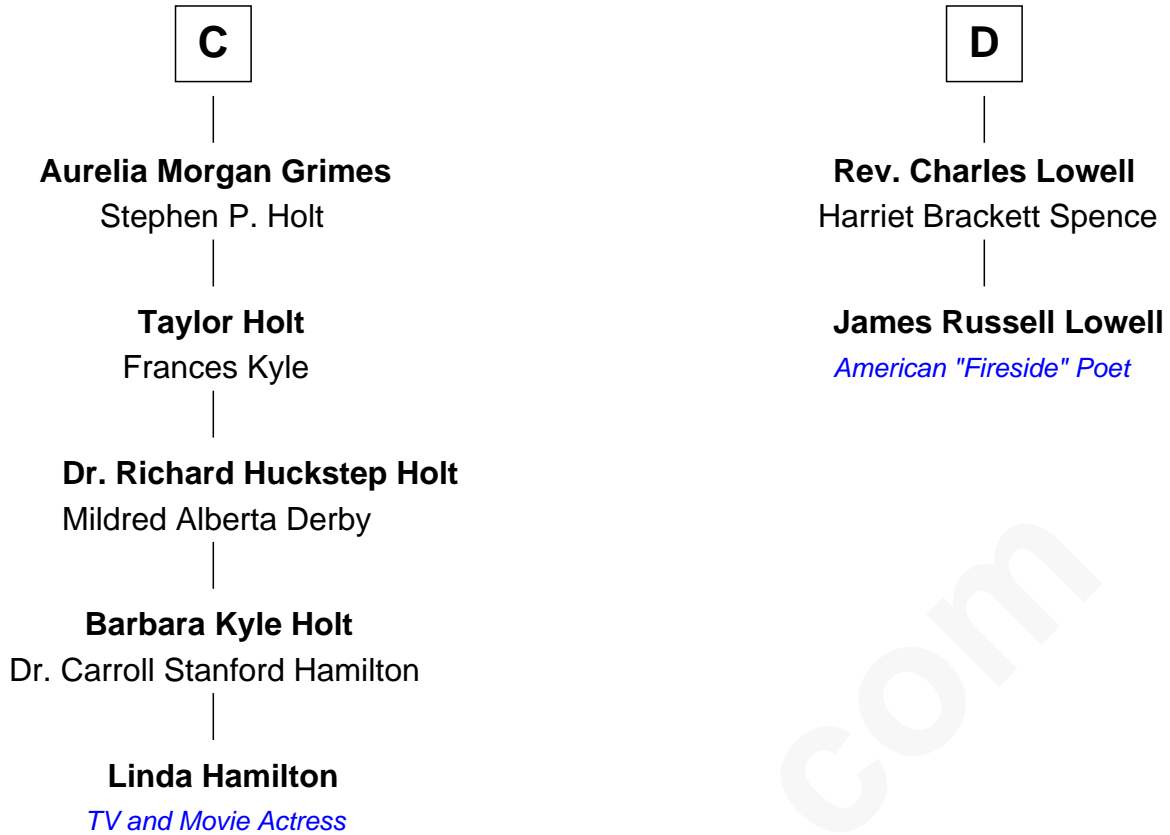 C
Aurelia Morgan Grimes
Stephen P. Holt
Taylor Holt
Frances Kyle
Dr. Richard Huckstep Holt
Mildred Alberta Derby
Barbara Kyle Holt
Dr. Carroll Stanford Hamilton
Linda Hamilton
TV and Movie Actress
D
Rev. Charles Lowell
Harriet Brackett Spence
James Russell Lowell
American "Fireside" Poet
com